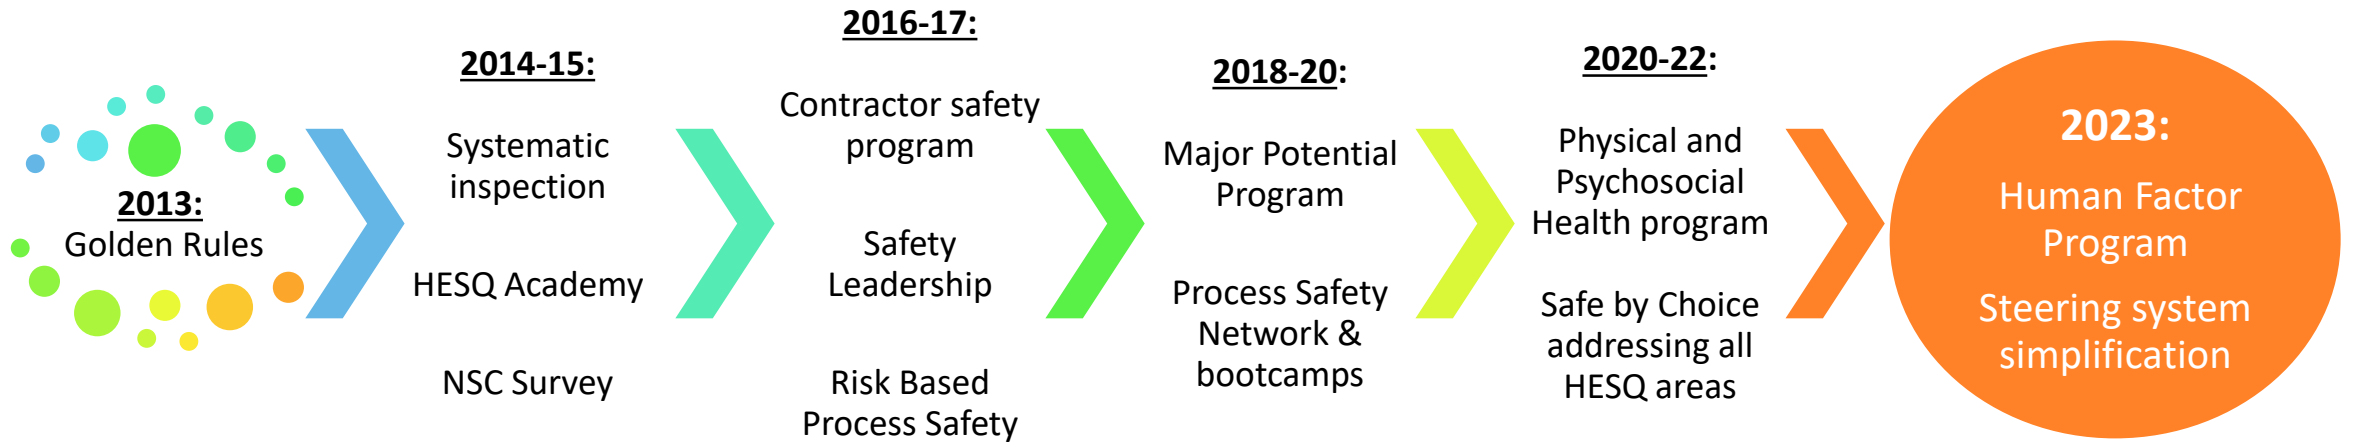 2013:
Golden Rules
2014-15:
Systematic
inspection
HESQ Academy
NSC Survey
2016-17:
Contractor safety
program
Safety
Leadership
Risk Based
Process Safety
2018-20:
Major Potential
Program
Process Safety
Network &
bootcamps
2020-22:
Physical and
Psychosocial
Health program
Safe by Choice
addressing all
HESQ areas
2023:
Human Factor
Program
Steering system
simplification